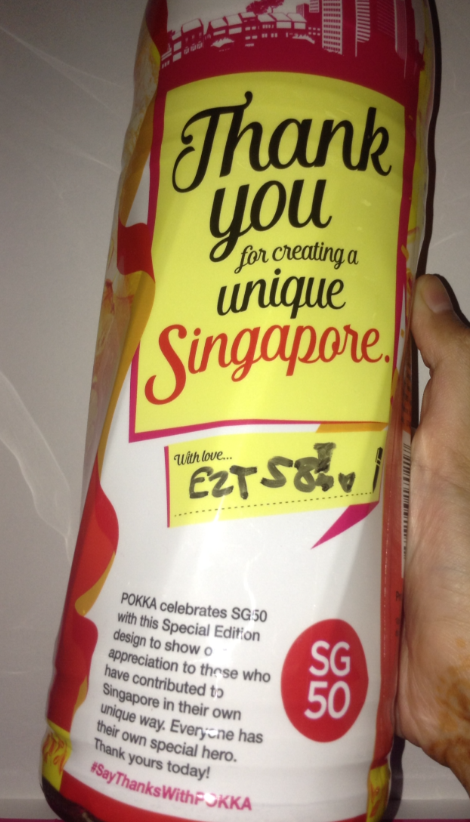 Thank
you
for creating a
unique
Singapore.
With love...
POKKA celebrates SG50
with this Special Edition
design to show o
appreciation to those who
have contributed to
Singapore in their own
unique way. Everyone has
their own special hero.
Thank yours today!
#SayThanksWithPOKKA
SG
50